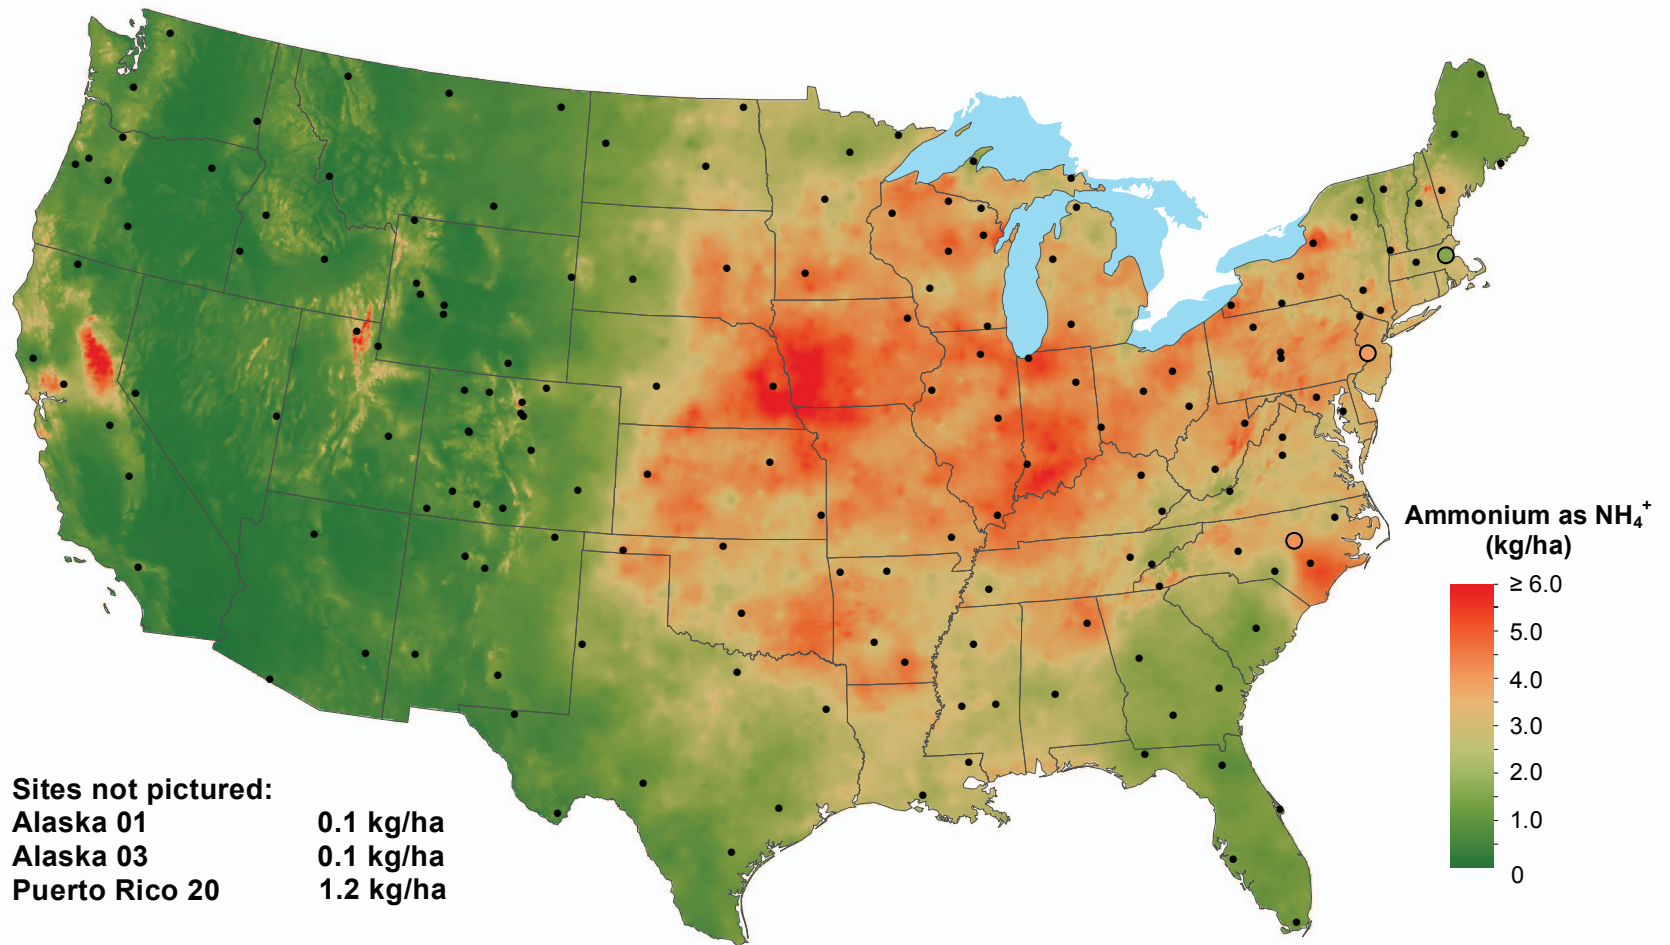 Ammonium as NH₄⁺
(kg/ha)
≥ 6.0
5.0
4.0
3.0
2.0
1.0
0
Sites not pictured:
Alaska 01 0.1 kg/ha
Alaska 03 0.1 kg/ha
Puerto Rico 20 1.2 kg/ha